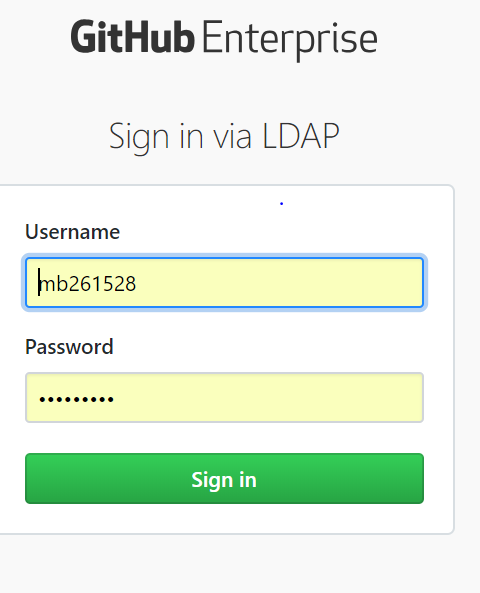 GitHub Enterprise
Sign in via LDAP
Username
mb261528
Password
•••••••••
Sign in